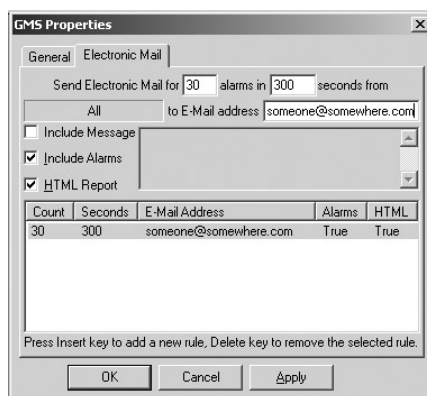 GMS Properties
General Electronic Mail
Send Electronic Mail for 30 alarms in 300 seconds from
All to E-Mail address someone@somewhere.com
Include Message
Include Alarms
HTML Report
Count Seconds E-Mail Address Alarms HTML
30 300 someone@somewhere.com True True
Press Insert key to add a new rule, Delete key to remove the selected rule.
OK Cancel Apply